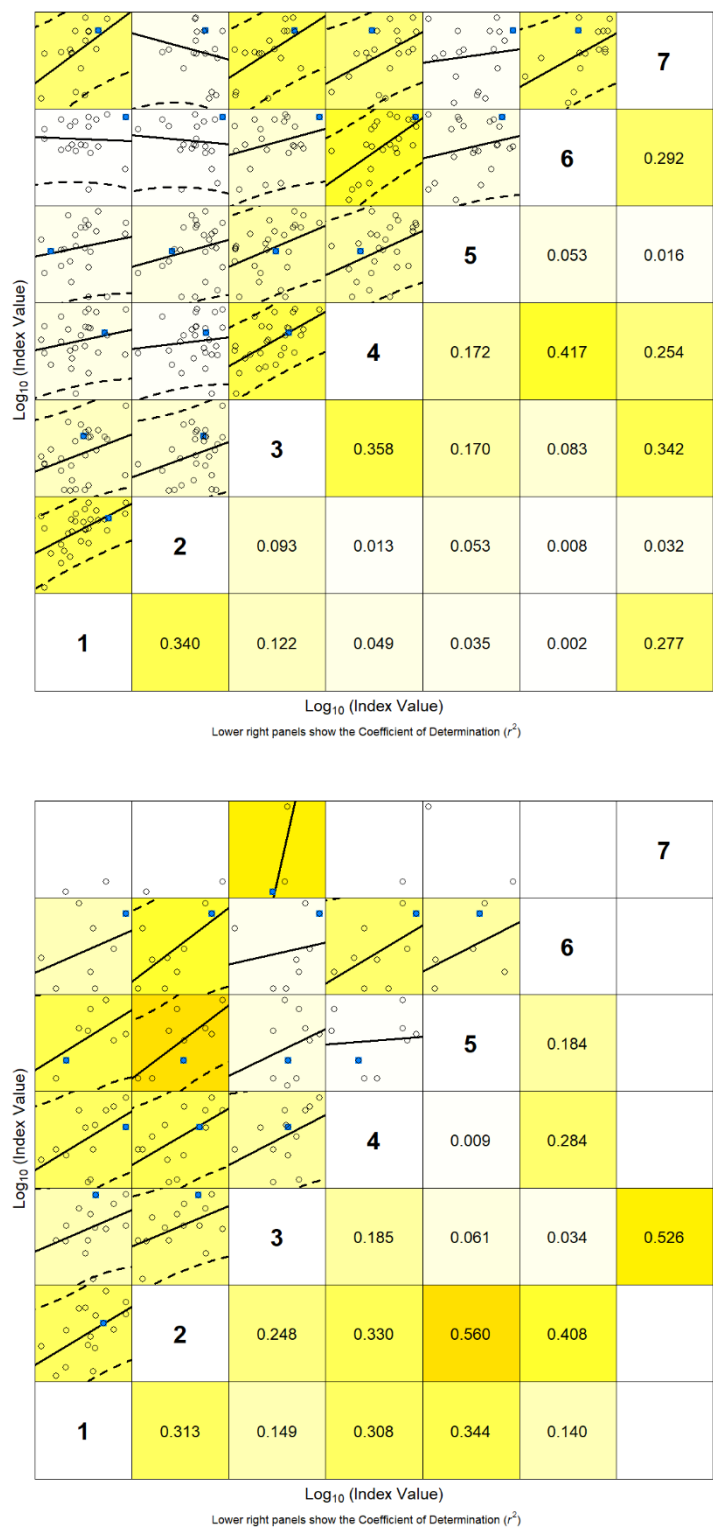 7
6 0.292
5 0.053 0.016
4 0.172 0.417 0.254
3 0.358 0.170 0.083 0.342
2 0.093 0.013 0.053 0.008 0.032
1 0.340 0.122 0.049 0.035 0.002 0.277
Log10 (Index Value)
Log10 (Index Value)
Lower right panels show the Coefficient of Determination (r²)
7
6
5 0.184
4 0.009 0.284
3 0.185 0.061 0.034 0.526
2 0.248 0.330 0.560 0.408
1 0.313 0.149 0.308 0.344 0.140
Log10 (Index Value)
Log10 (Index Value)
Lower right panels show the Coefficient of Determination (r²)